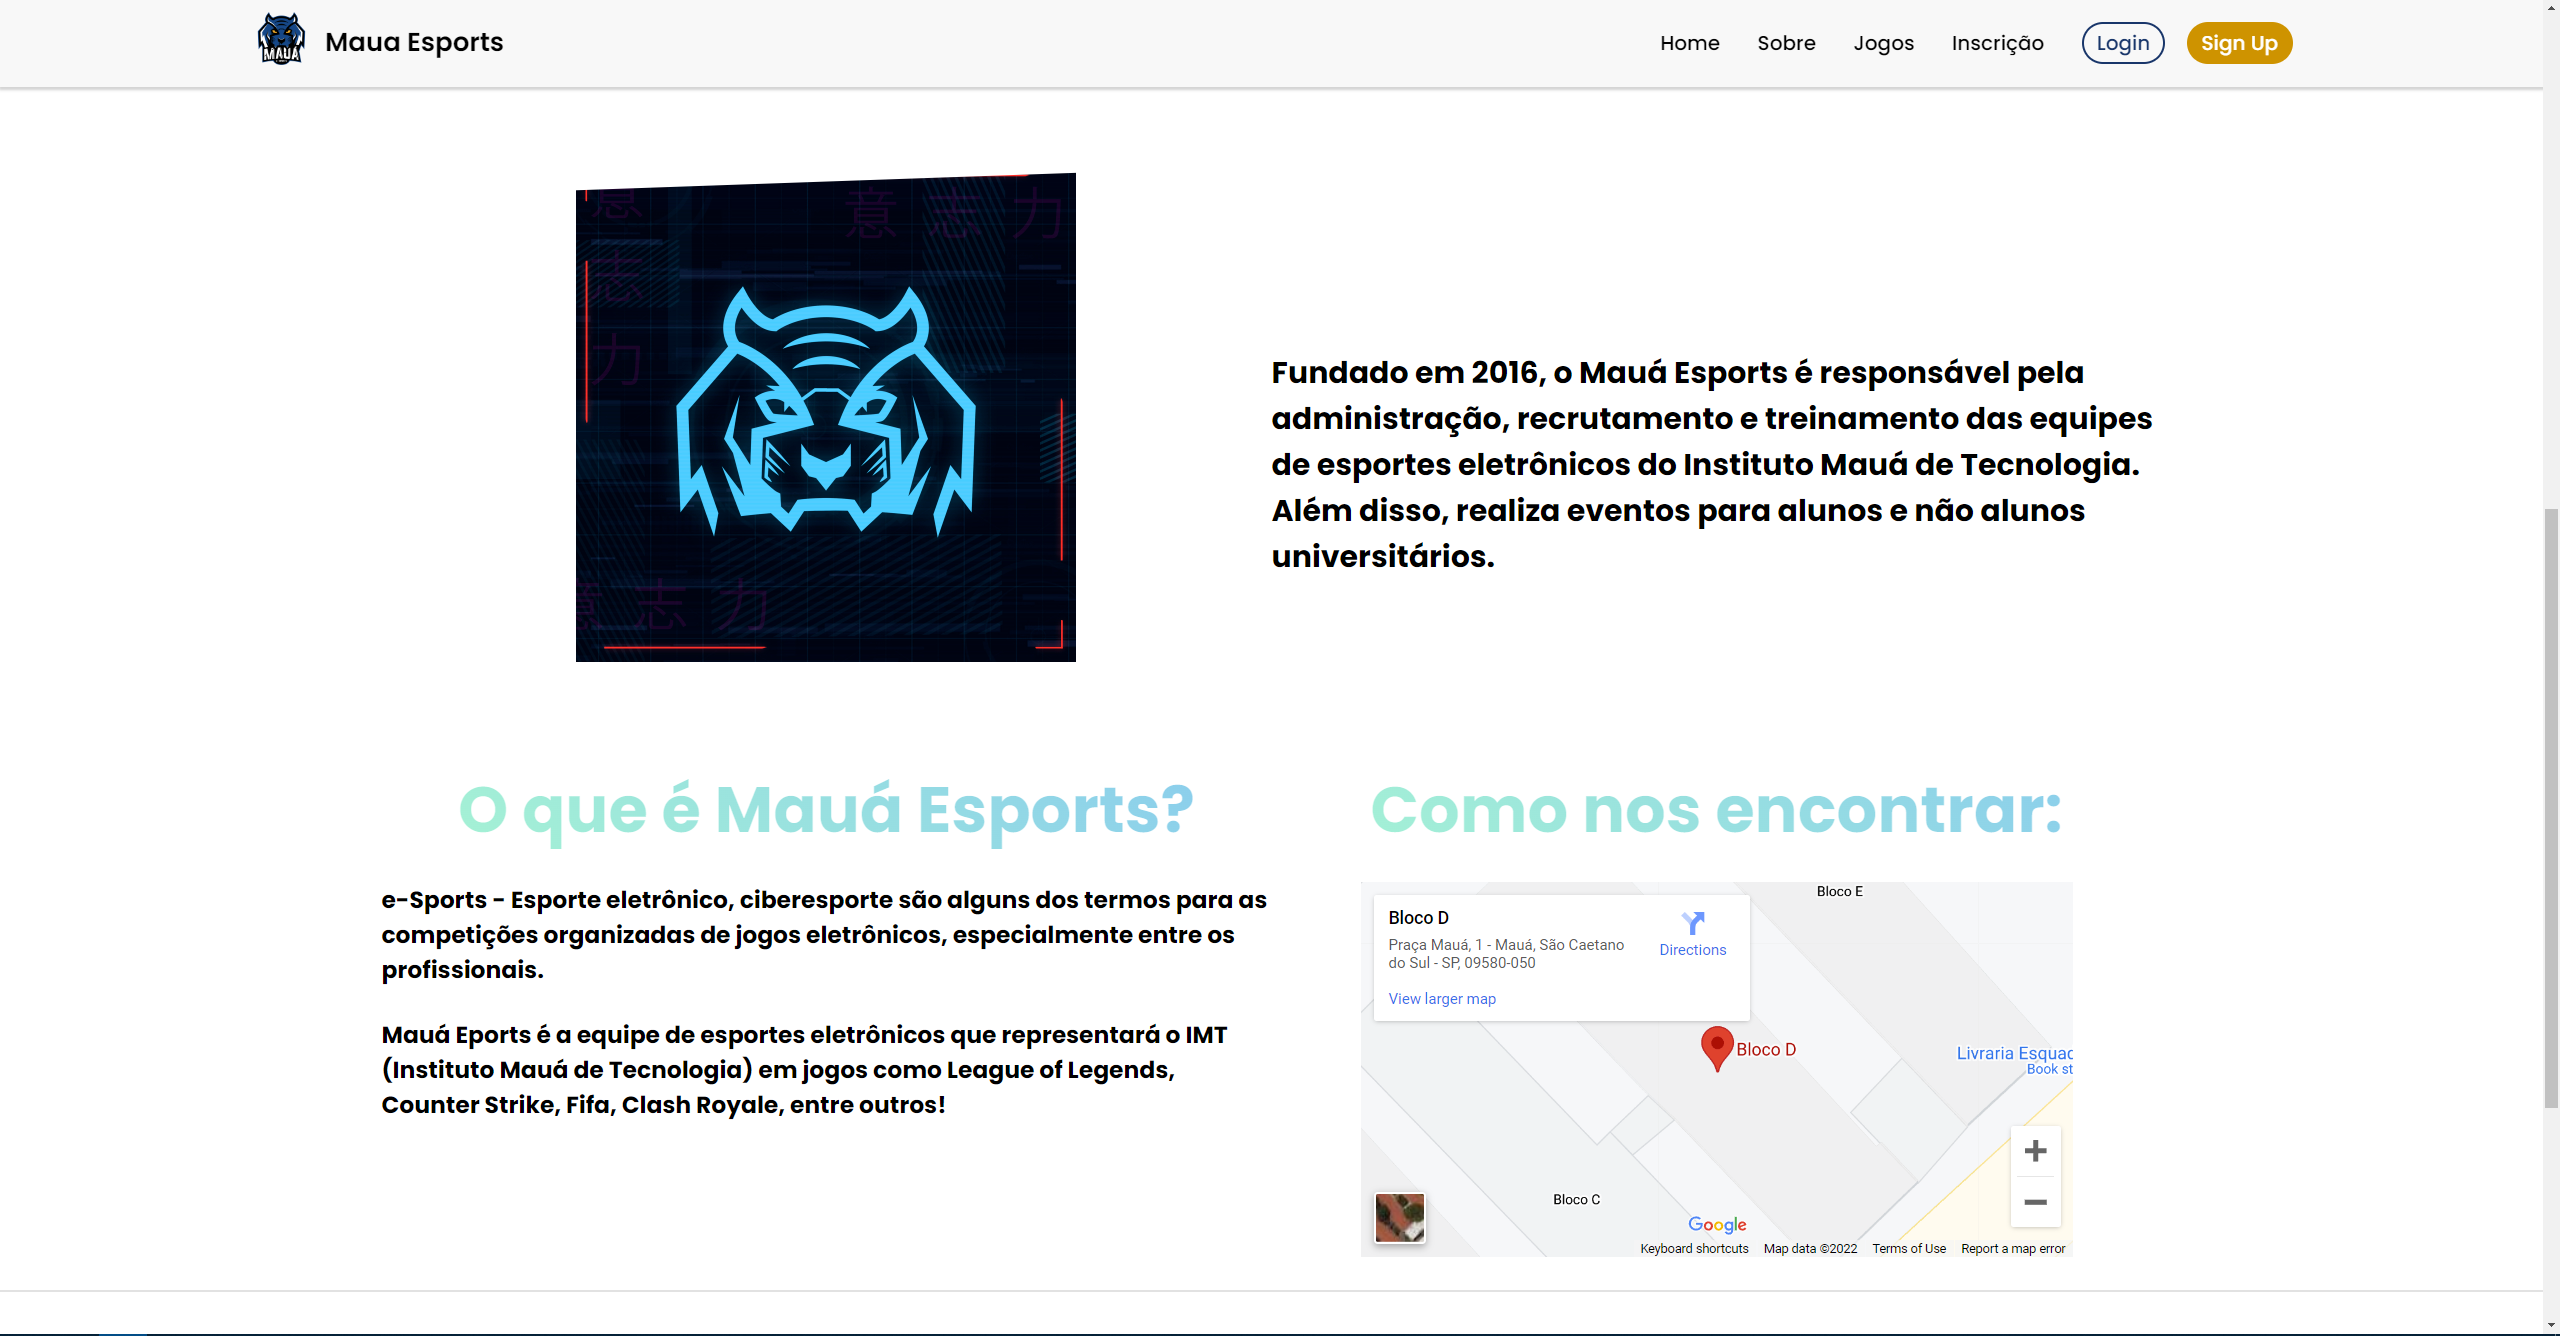 MAUA
Maua Esports
Home
Sobre
Jogos
Inscrição
Login
Sign Up
意
意 志 力
志
力
意 志 力
Fundado em 2016, o Mauá Esports é responsável pela
administração, recrutamento e treinamento das equipes
de esportes eletrônicos do Instituto Mauá de Tecnologia.
Além disso, realiza eventos para alunos e não alunos
universitários.
O que é Mauá Esports?
e-Sports - Esporte eletrônico, ciberesporte são alguns dos termos para as
competições organizadas de jogos eletrônicos, especialmente entre os
profissionais.
Mauá Eports é a equipe de esportes eletrônicos que representará o IMT
(Instituto Mauá de Tecnologia) em jogos como League of Legends,
Counter Strike, Fifa, Clash Royale, entre outros!
Como nos encontrar:
Bloco E
Bloco D
Praça Mauá, 1 - Mauá, São Caetano
do Sul - SP, 09580-050
Directions
View larger map
Bloco D
Livraria Esquad
Book st
Bloco C
Google
Keyboard shortcuts
Map data ©2022
Terms of Use
Report a map error